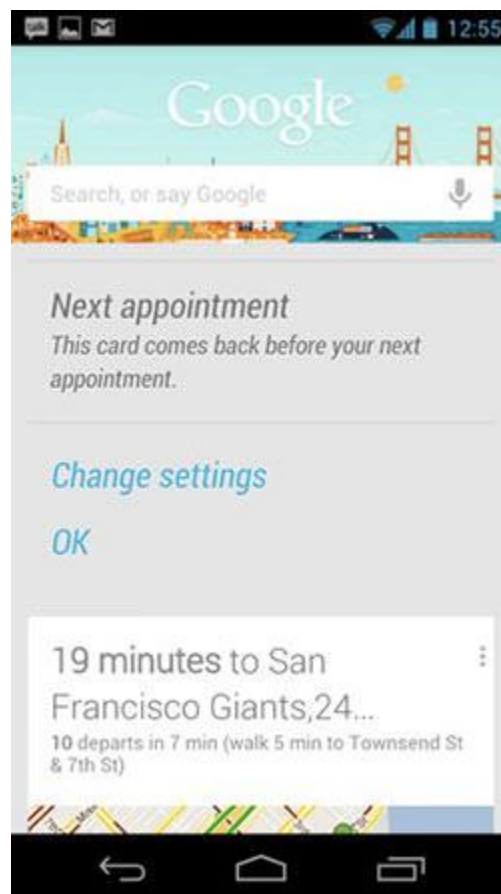 talk
12:55
Google
Search, or say Google
Next appointment
This card comes back before your next
appointment.
Change settings
OK
19 minutes to San
Francisco Giants,24...
10 departs in 7 min (walk 5 min to Townsend St
& 7th St)